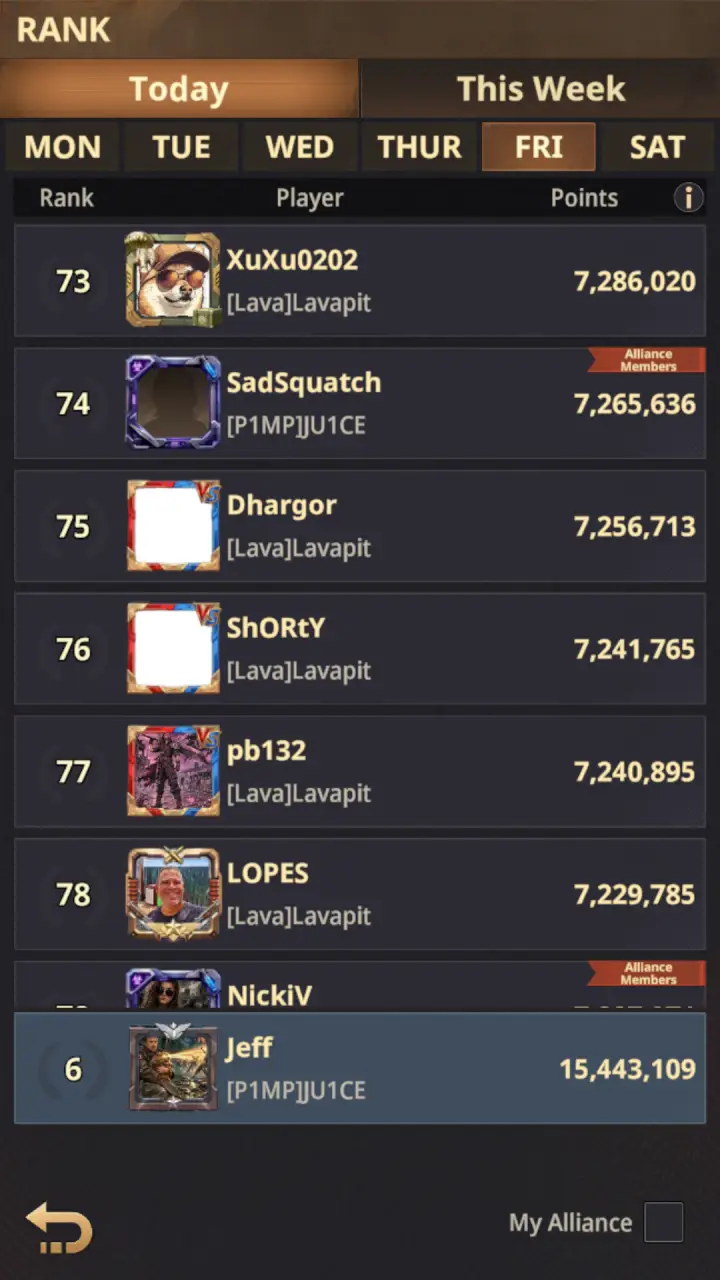 RANK
Today
This Week
MON TUE WED THUR FRI SAT
Rank Player Points i
73 XuXu0202 7,286,020
[Lava]Lavapit
Alliance
Members
74 SadSquatch 7,265,636
[P1MP]JU1CE
75 Dhargor 7,256,713
[Lava]Lavapit
76 ShORtY 7,241,765
[Lava]Lavapit
77 pb132 7,240,895
[Lava]Lavapit
78 LOPES 7,229,785
[Lava]Lavapit
Alliance
Members
NickiV
6 Jeff 15,443,109
[P1MP]JU1CE
My Alliance